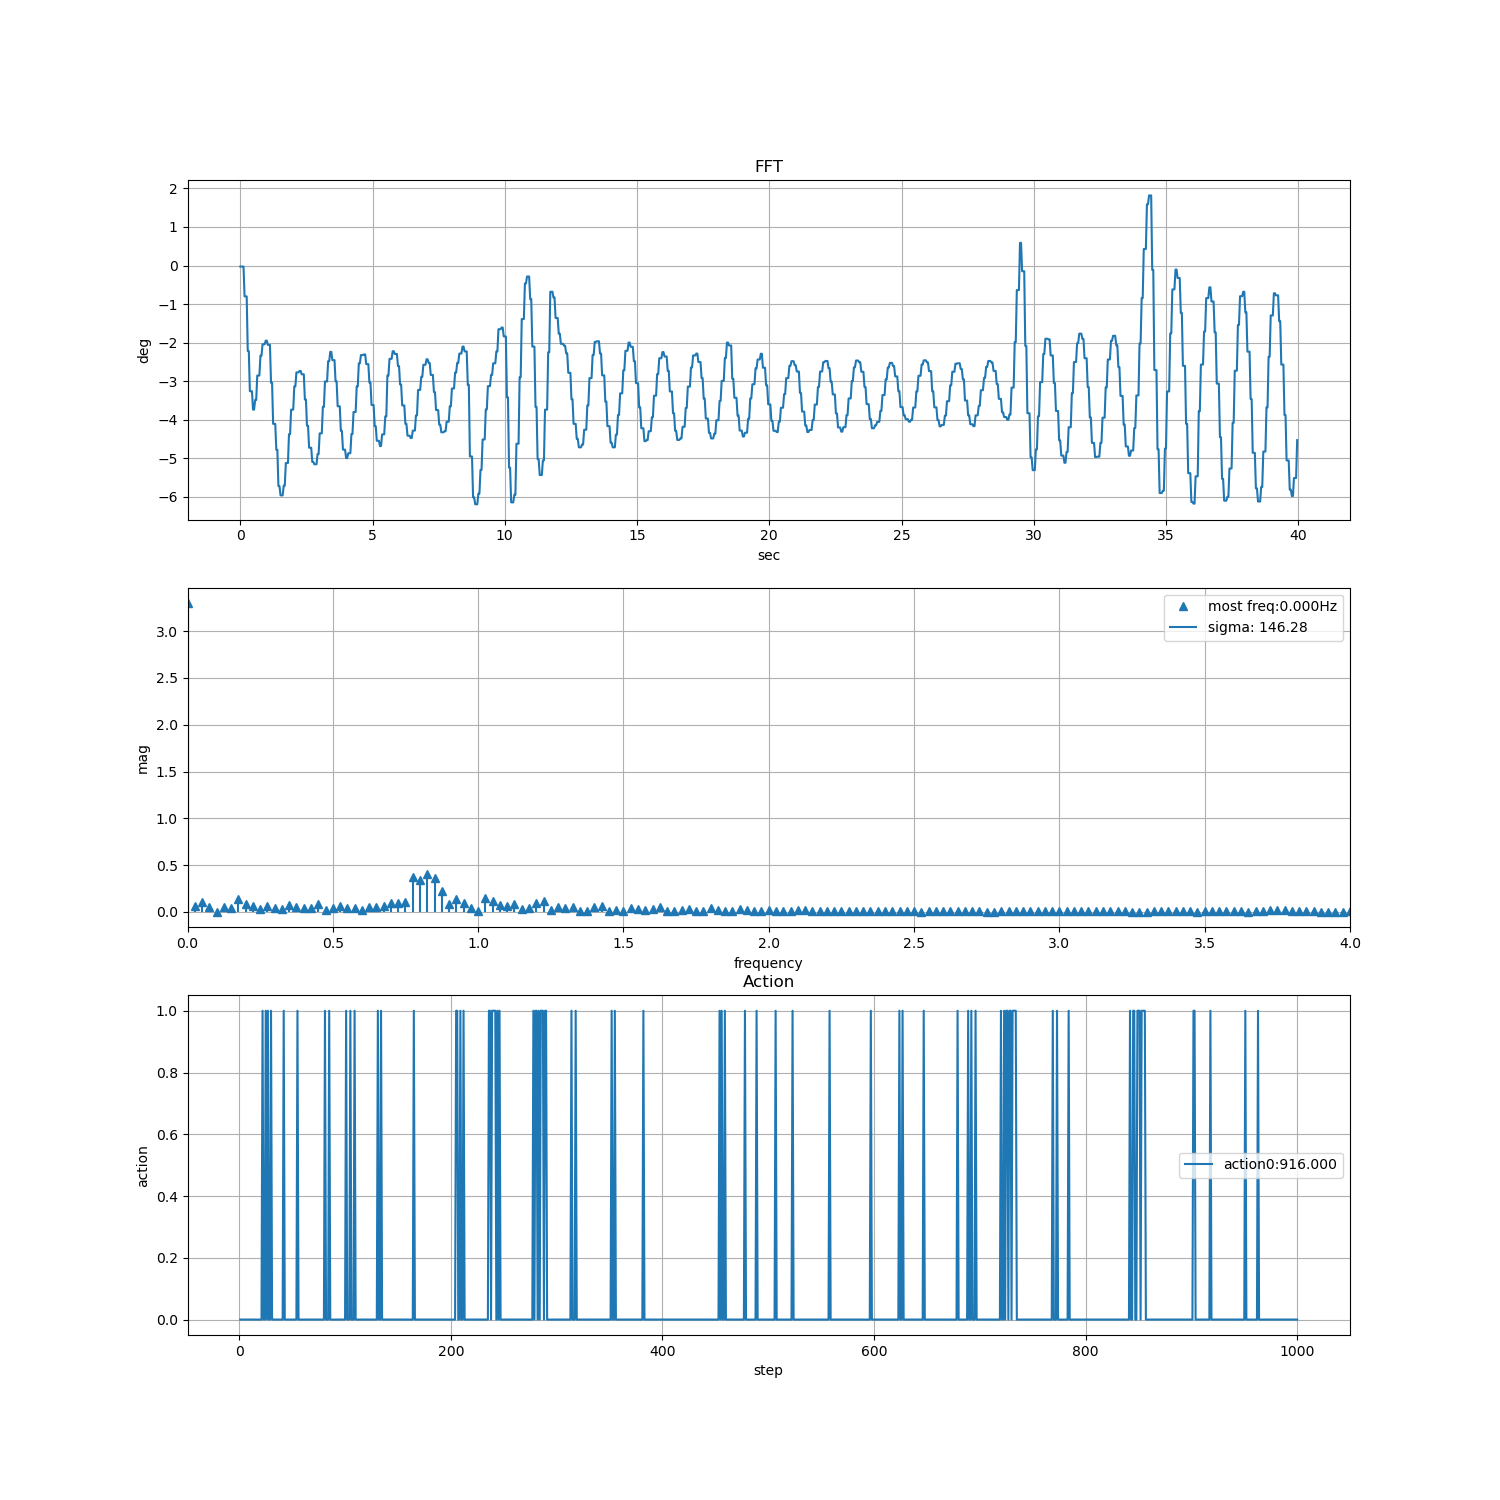 FFT
2
1
0
−1
−2
−3
−4
−5
−6
deg
0 5 10 15 20 25 30 35 40
sec
most freq:0.000Hz
sigma: 146.28
3.0
2.5
2.0
1.5
1.0
0.5
0.0
mag
0.0 0.5 1.0 1.5 2.0 2.5 3.0 3.5 4.0
frequency
Action
1.0
0.8
0.6
0.4
0.2
0.0
action
action0:916.000
0 200 400 600 800 1000
step